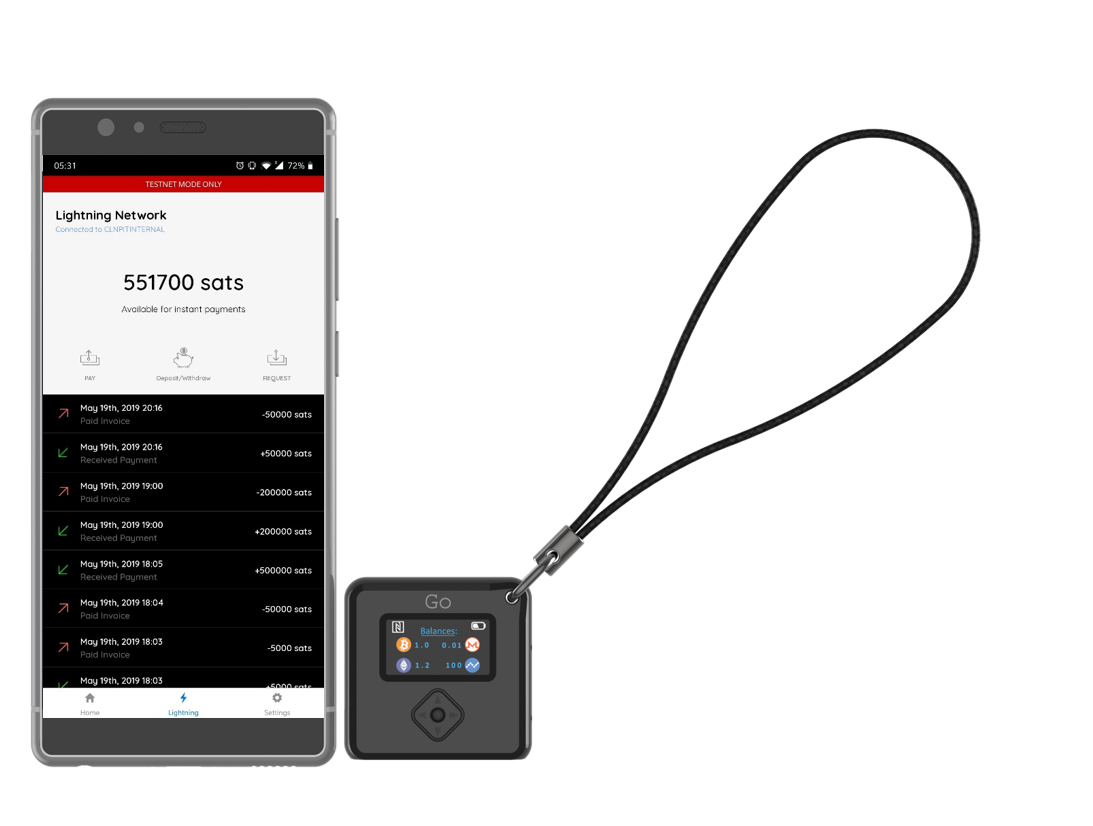 05:31
72%
TESTNET MODE ONLY
Lightning Network
Connected to CLNPITINTERNAL
551700 sats
Available for instant payments
PAY
Deposit/Withdraw
REQUEST
May 19th, 2019 20:16
Paid Invoice
-50000 sats
May 19th, 2019 20:16
Received Payment
+50000 sats
May 19th, 2019 19:00
Paid Invoice
-200000 sats
May 19th, 2019 19:00
Received Payment
+200000 sats
May 19th, 2019 18:05
Received Payment
+500000 sats
May 19th, 2019 18:04
Paid Invoice
-50000 sats
May 19th, 2019 18:03
Paid Invoice
-5000 sats
May 19th, 2019 18:03
+5000 sats
Home
Lightning
Settings
Go
Balances:
1.0 0.01
1.2 100